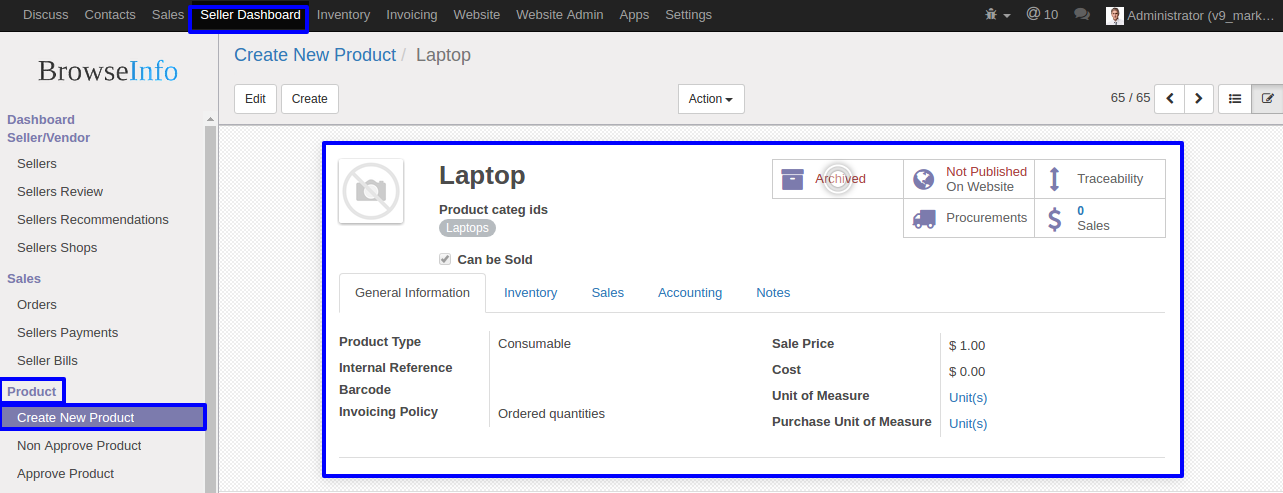 Discuss Contacts Sales Seller Dashboard Inventory Invoicing Website Website Admin Apps Settings @ 10 Administrator (v9_mark...
BrowseInfo
Dashboard
Seller/Vendor
Sellers
Sellers Review
Sellers Recommendations
Sellers Shops
Sales
Orders
Sellers Payments
Seller Bills
Product
Create New Product
Non Approve Product
Approve Product
Create New Product / Laptop
Edit Create Action 65 / 65
Laptop
Product categ ids
Laptops
Can be Sold
Archived
Not Published
On Website
Traceability
Procurements
0
Sales
General Information Inventory Sales Accounting Notes
Product Type Consumable
Internal Reference
Barcode
Invoicing Policy Ordered quantities
Sale Price $ 1.00
Cost $ 0.00
Unit of Measure Unit(s)
Purchase Unit of Measure Unit(s)